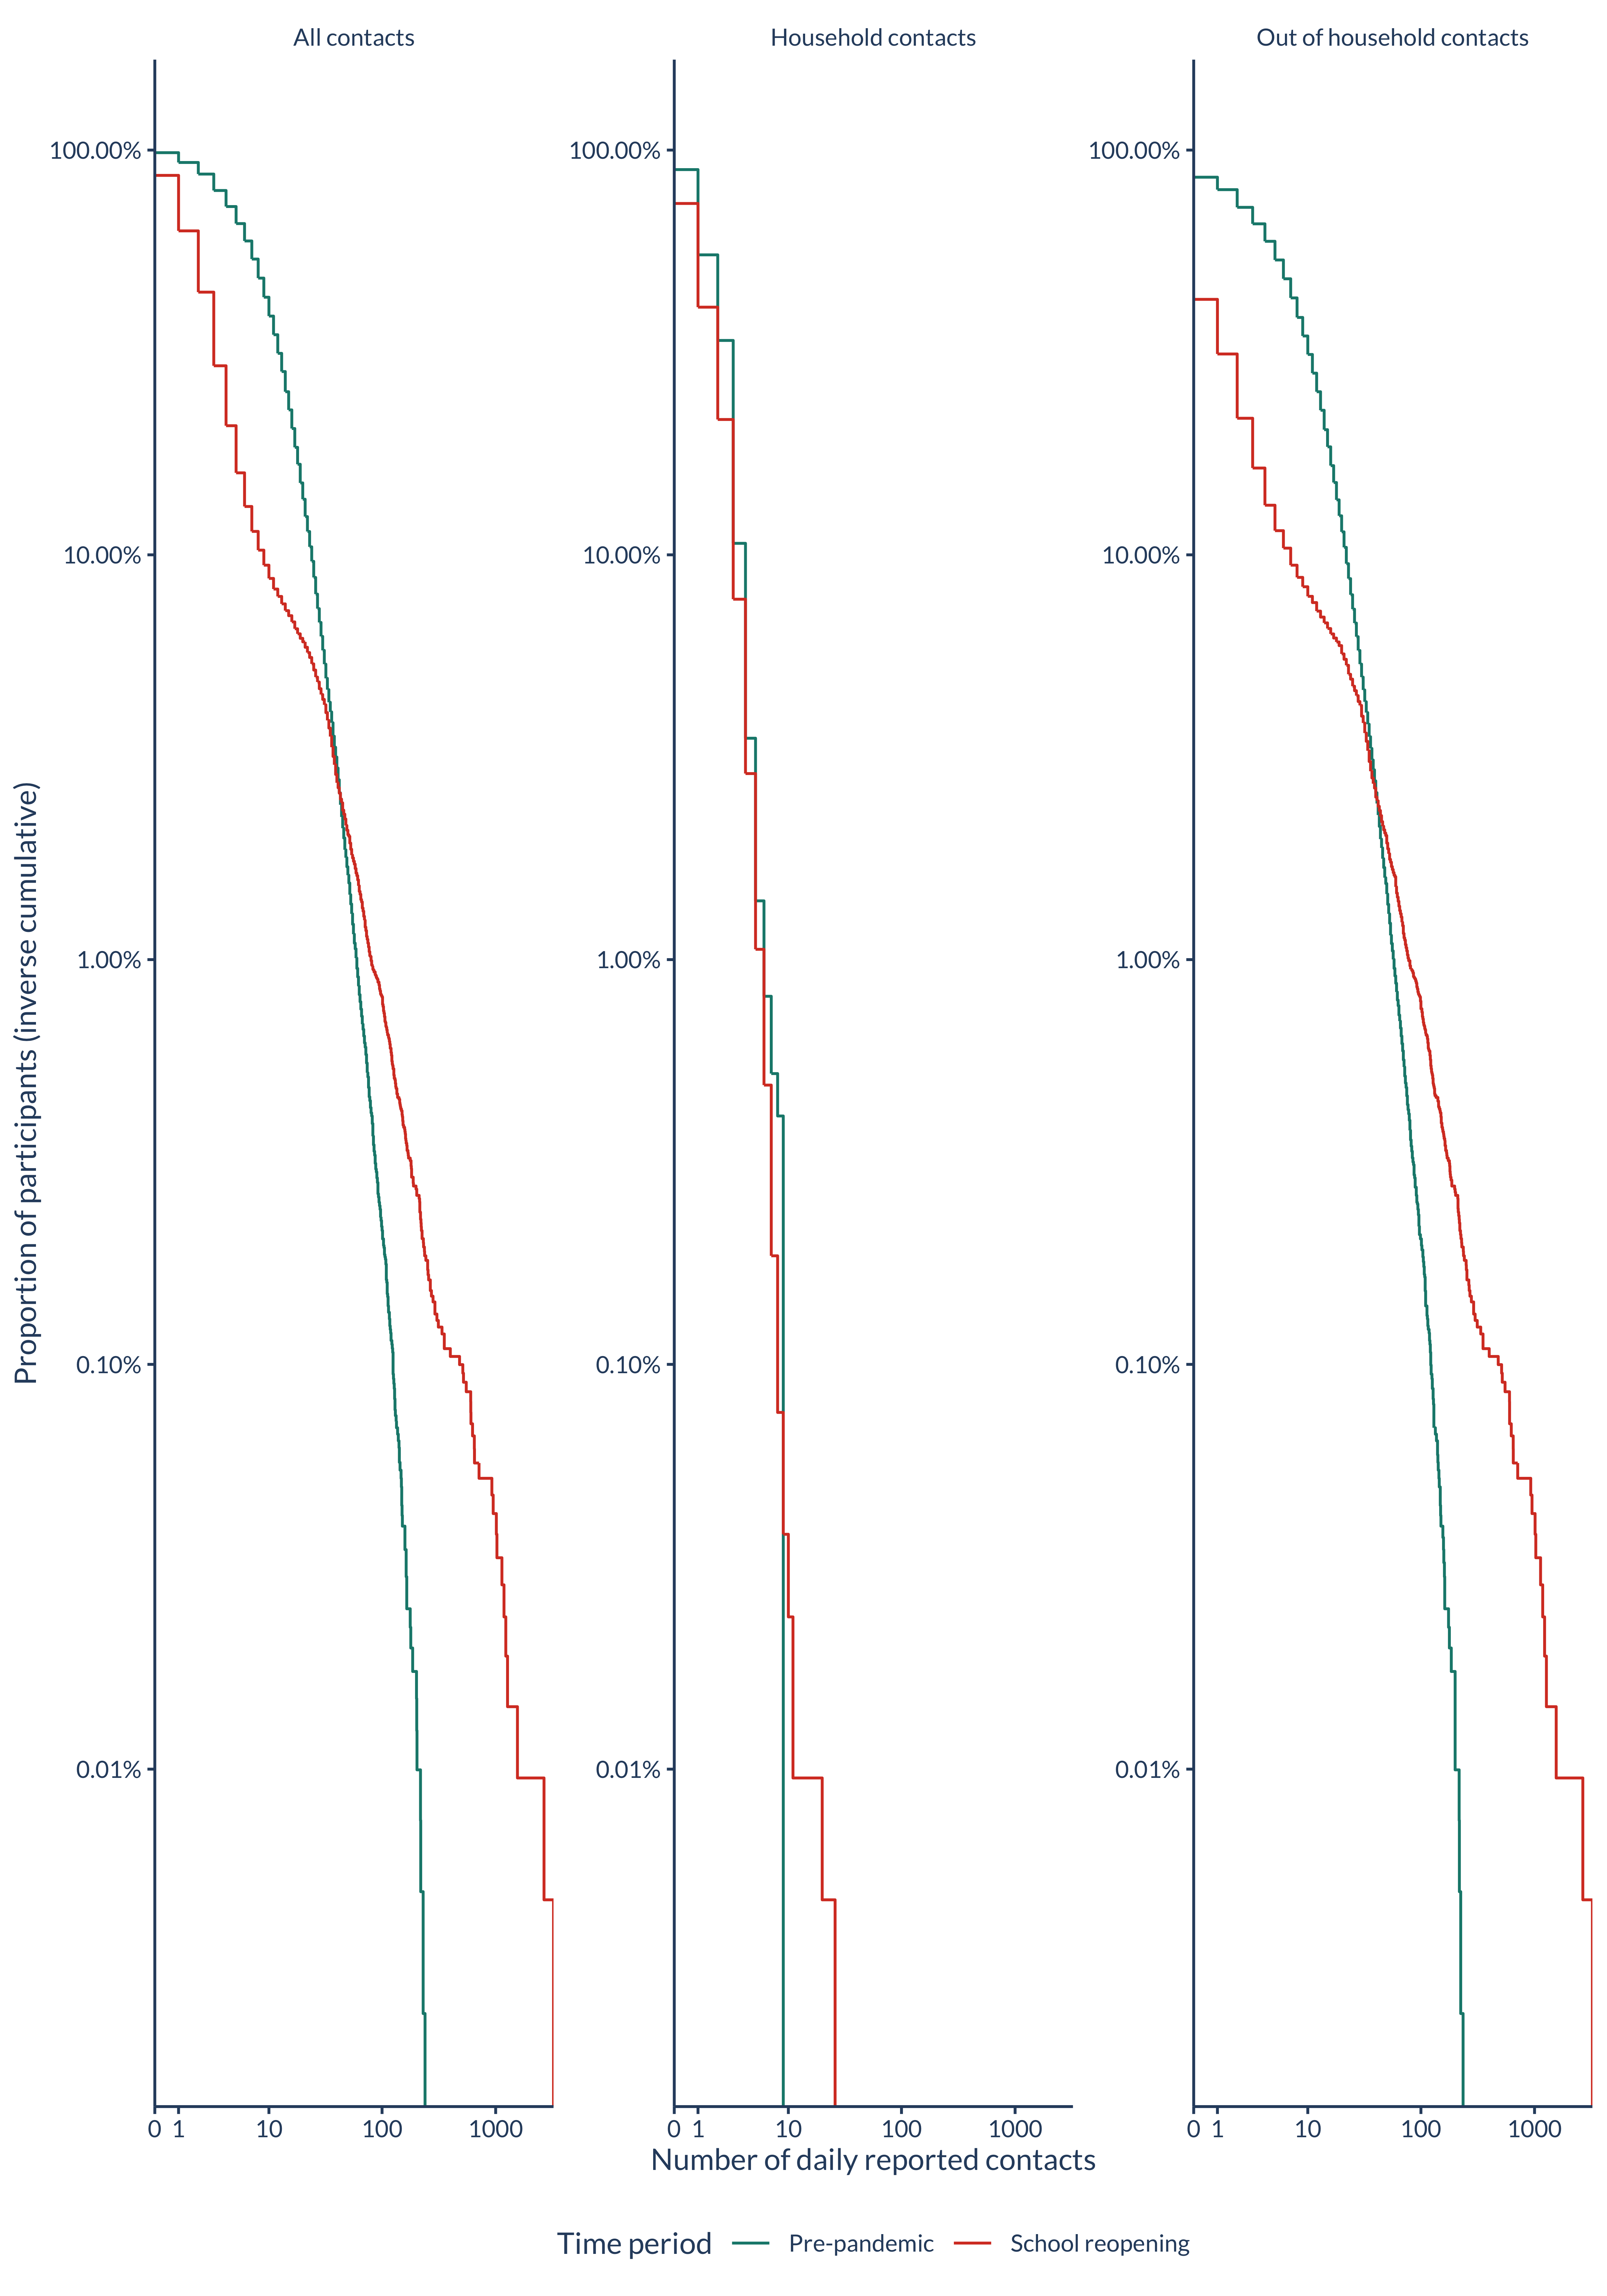 All contacts
Household contacts
Out of household contacts
Proportion of participants (inverse cumulative)
100.00%
10.00%
1.00%
0.10%
0.01%
100.00%
10.00%
1.00%
0.10%
0.01%
100.00%
10.00%
1.00%
0.10%
0.01%
0 1 10 100 1000
0 1 10 100 1000
0 1 10 100 1000
Number of daily reported contacts
Time period Pre-pandemic School reopening